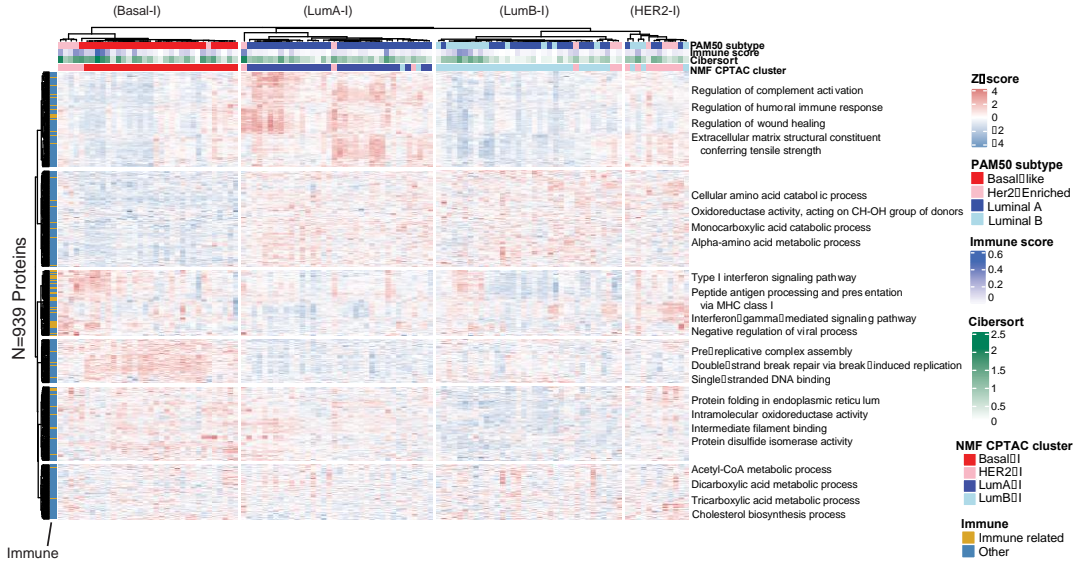 (Basal-I) (LumA-I) (LumB-I) (HER2-I)
PAM50 subtype
Immune score
Cibersort
NMF CPTAC cluster
N=939 Proteins
Regulation of complement activation
Regulation of humoral immune response
Regulation of wound healing
Extracellular matrix structural constituent
conferring tensile strength
Cellular amino acid catabolic process
Oxidoreductase activity, acting on CH-OH group of donors
Monocarboxylic acid catabolic process
Alpha-amino acid metabolic process
Type I interferon signaling pathway
Peptide antigen processing and presentation
via MHC class I
Interferon▯gamma▯mediated signaling pathway
Negative regulation of viral process
Pre▯replicative complex assembly
Double▯strand break repair via break▯induced replication
Single▯stranded DNA binding
Protein folding in endoplasmic reticulum
Intramolecular oxidoreductase activity
Intermediate filament binding
Protein disulfide isomerase activity
Acetyl-CoA metabolic process
Dicarboxylic acid metabolic process
Tricarboxylic acid metabolic process
Cholesterol biosynthesis process
Immune
Z▯score
4
2
0
▯2
▯4
PAM50 subtype
Basal▯like
Her2▯Enriched
Luminal A
Luminal B
Immune score
0.6
0.4
0.2
0
Cibersort
2.5
2
1.5
1
0.5
0
NMF CPTAC cluster
Basal▯I
HER2▯I
LumA▯I
LumB▯I
Immune
Immune related
Other